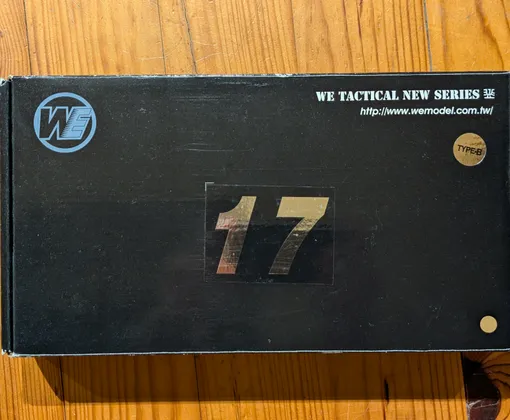 WE
WE TACTICAL NEW SERIES
http://www.wemodel.com.tw/
TYPE-B
17